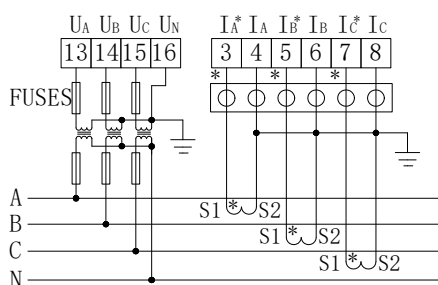 UA UB UC UN IA* IA IB* IB IC* IC
13 14 15 16 3 4 5 6 7 8
* * *
FUSES
A
S1 * S2
B
S1 * S2
C
S1 * S2
N